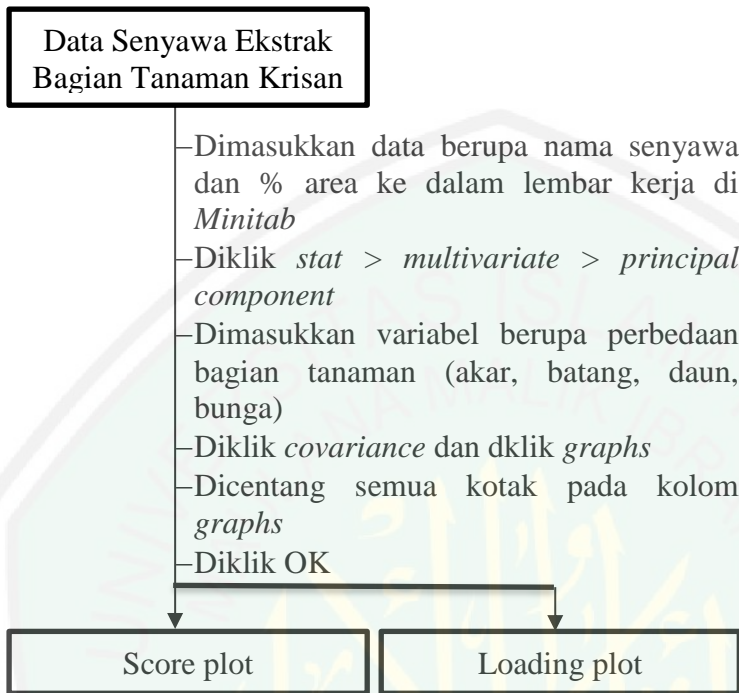 Data Senyawa Ekstrak
Bagian Tanaman Krisan
–Dimasukkan data berupa nama senyawa
dan % area ke dalam lembar kerja di
Minitab
–Diklik stat > multivariate > principal
component
–Dimasukkan variabel berupa perbedaan
bagian tanaman (akar, batang, daun,
bunga)
–Diklik covariance dan dklik graphs
–Dicentang semua kotak pada kolom
graphs
–Diklik OK
Score plot
Loading plot